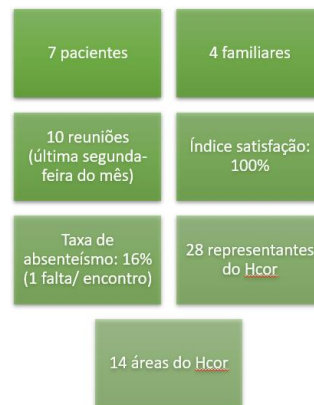 7 pacientes
4 familiares
10 reuniões
(última segunda-
feira do mês)
Índice satisfação:
100%
Taxa de
absenteísmo: 16%
(1 falta/ encontro)
28 representantes
do Hcor
14 áreas do Hcor